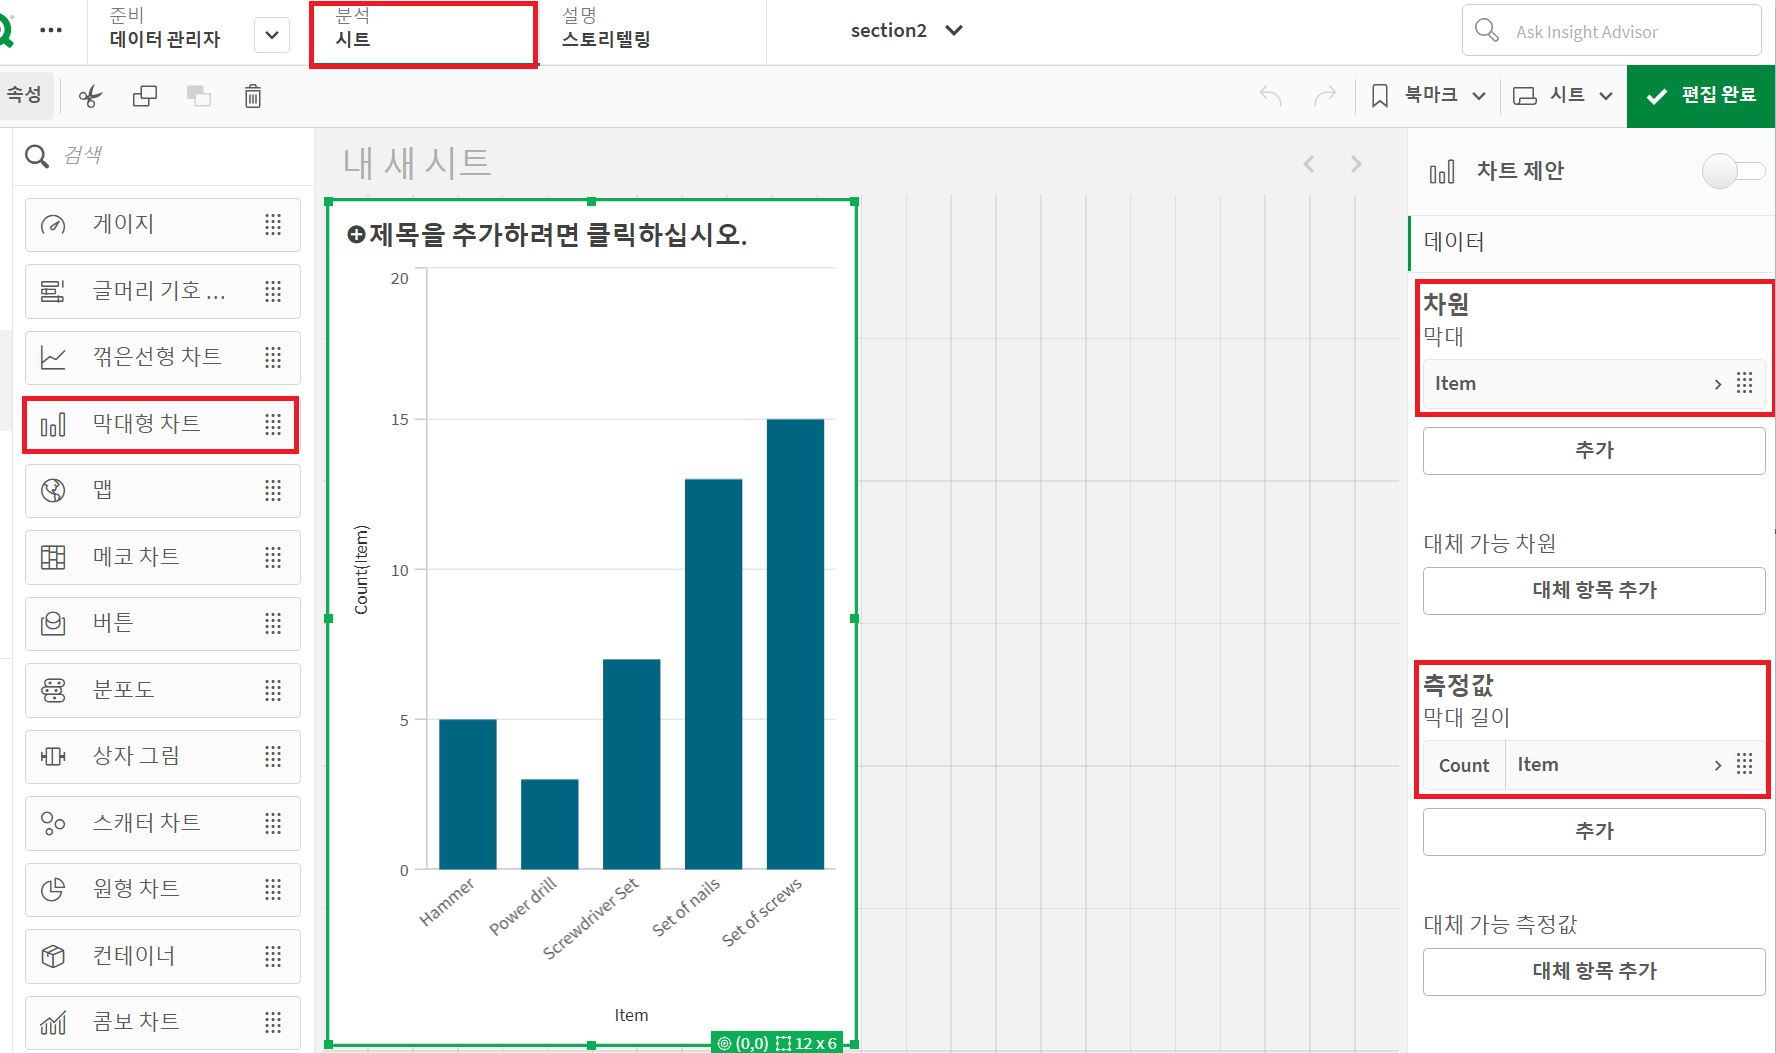 준비
데이터 관리자
분석
시트
설명
스토리텔링
section2
Ask Insight Advisor
속성
북마크
시트
편집 완료
검색
게이지
글머리 기호 ...
꺾은선형 차트
막대형 차트
맵
메코 차트
버튼
분포도
상자 그림
스캐터 차트
원형 차트
컨테이너
콤보 차트
내 새 시트
제목을 추가하려면 클릭하십시오.
20
15
10
5
0
Count(Item)
Hammer
Power drill
Screwdriver Set
Set of nails
Set of screws
Item
(0,0) 12 x 6
차트 제안
데이터
차원
막대
Item
추가
대체 가능 차원
대체 항목 추가
측정값
막대 길이
Count Item
추가
대체 가능 측정값
대체 항목 추가